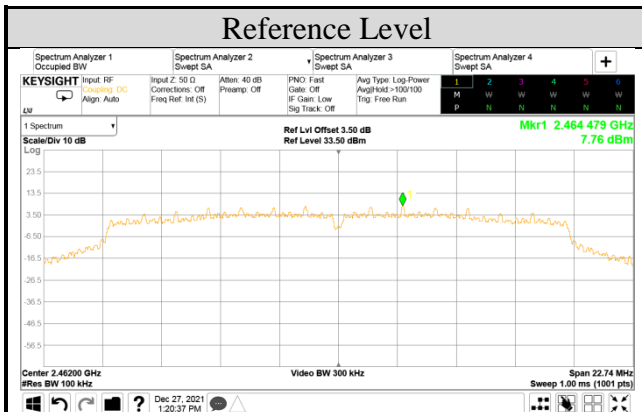 Reference Level
Spectrum Analyzer 1
Occupied BW
Spectrum Analyzer 2
Swept SA
Spectrum Analyzer 3
Swept SA
Spectrum Analyzer 4
Swept SA
+
KEYSIGHT
Input: RF
Coupling: DC
Align: Auto
Input Z: 50 Ω
Corrections: Off
Freq Ref: Int (S)
Atten: 40 dB
Preamp: Off
PNO: Fast
Gate: Off
IF Gain: Low
Sig Track: Off
Avg Type: Log-Power
Avg|Hold:>100/100
Trig: Free Run
1 2 3 4 5 6
M W W W W W
P N N N N N
1 Spectrum
Scale/Div 10 dB
Ref Lvl Offset 3.50 dB
Ref Level 33.50 dBm
Mkr1 2.464 479 GHz
7.76 dBm
Log
23.5
13.5
3.50
-6.50
-16.5
-26.5
-36.5
-46.5
-56.5
1
Center 2.46200 GHz
#Res BW 100 kHz
Video BW 300 kHz
Span 22.74 MHz
Sweep 1.00 ms (1001 pts)
?
Dec 27, 2021
1:20:37 PM